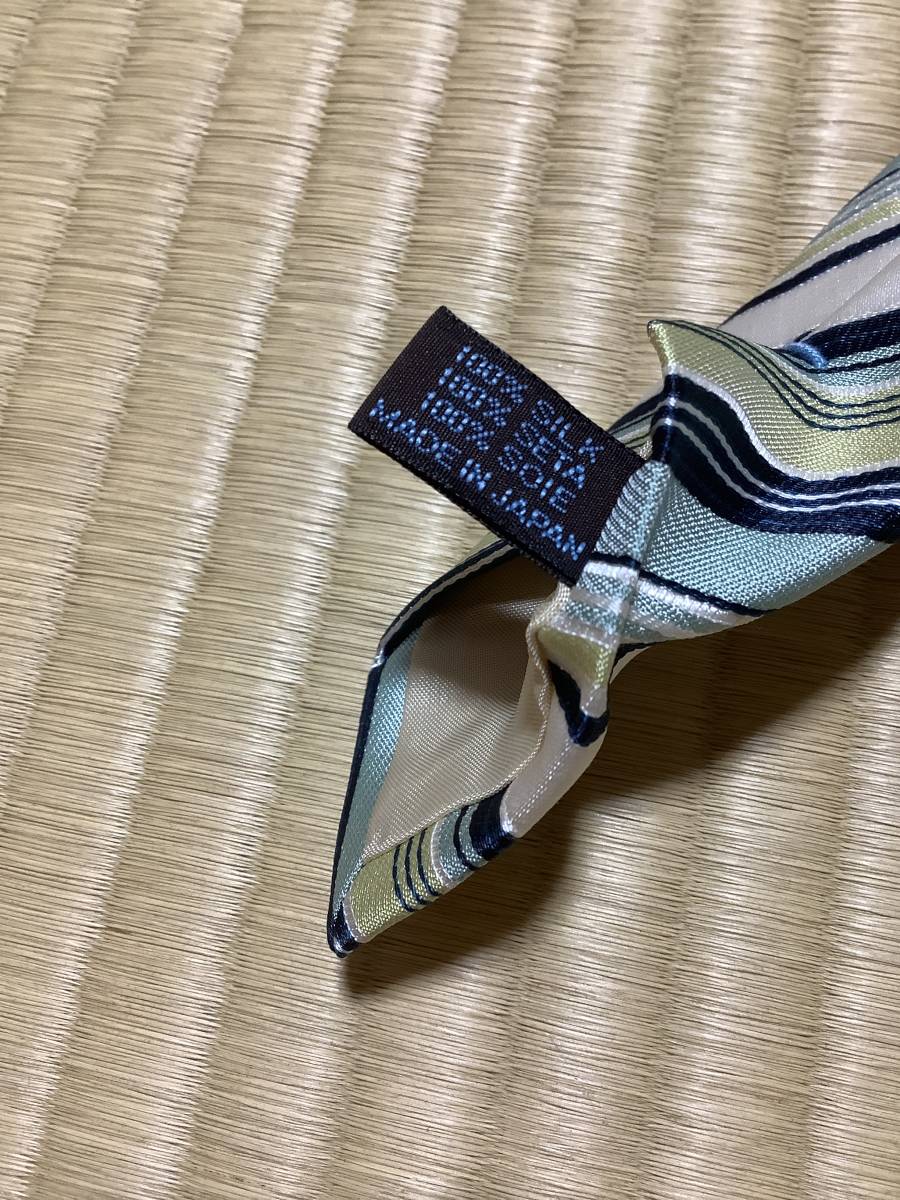 100% SILK
100% SETA
100% SOIE
MADE IN JAPAN